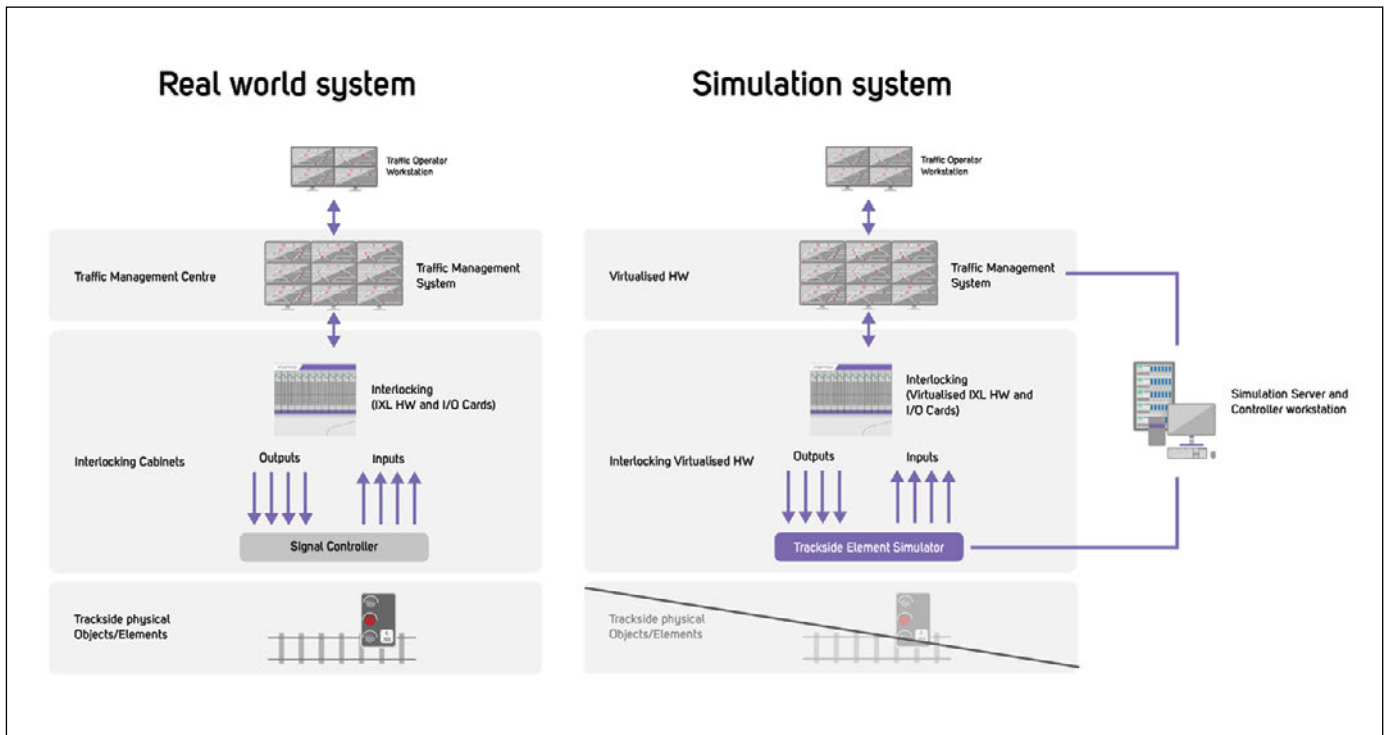 Real world system
Traffic Operator
Workstation
Traffic Management Centre
Traffic Management
System
Interlocking
(IXL HW and I/O Cards)
Interlocking Cabinets
Outputs
Inputs
Signal Controller
Trackside physical
Objects/Elements
Simulation system
Traffic Operator
Workstation
Virtualised HW
Traffic Management
System
Interlocking
(Virtualised IXL HW and
I/O Cards)
Interlocking Virtualised HW
Outputs
Inputs
Trackside Element Simulator
Trackside physical
Objects/Elements
Simulation Server and
Controller workstation